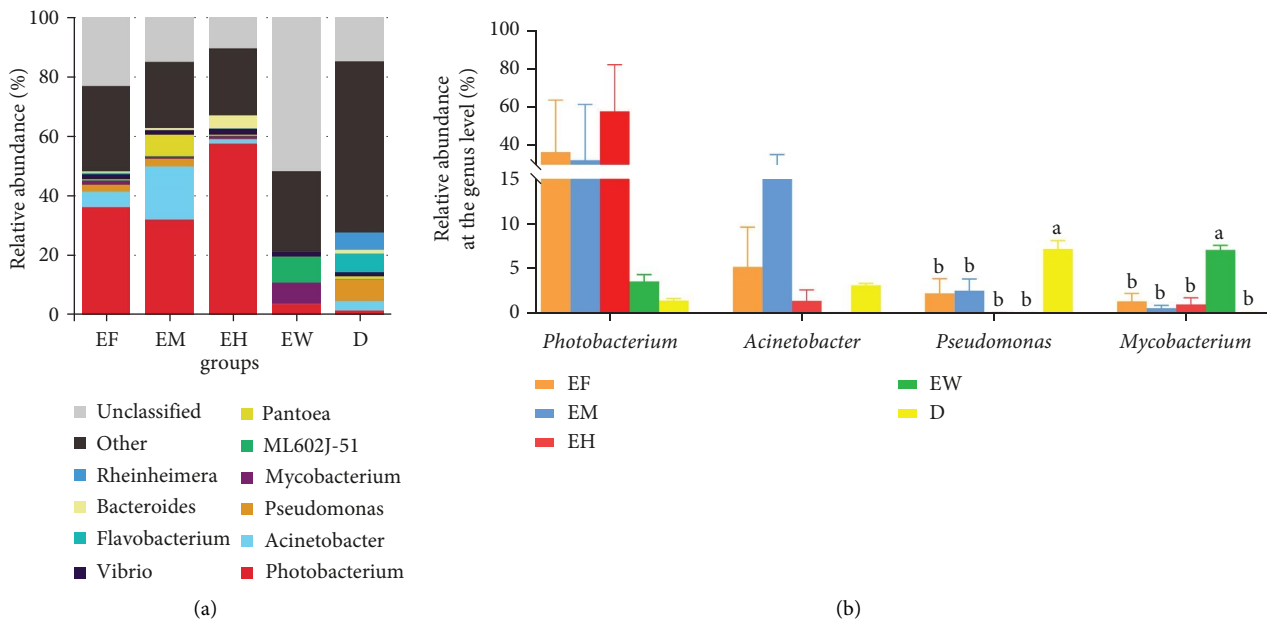 Relative abundance (%)
100
80
60
40
20
0
EF EM EH EW D
groups
Unclassified
Other
Rheinheimera
Bacteroides
Flavobacterium
Vibrio
Pantoea
ML602J-51
Mycobacterium
Pseudomonas
Acinetobacter
Photobacterium
(a)
Relative abundance
at the genus level (%)
100
80
60
40
15
10
5
0
b b b b a
b b b a b
Photobacterium Acinetobacter Pseudomonas Mycobacterium
EF
EM
EH
EW
D
(b)